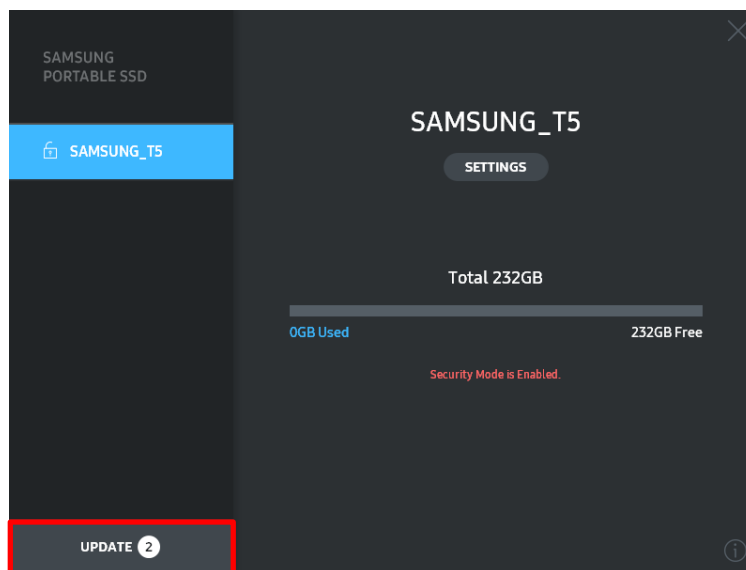 SAMSUNG
PORTABLE SSD
SAMSUNG_T5
SAMSUNG_T5
SETTINGS
Total 232GB
0GB Used 232GB Free
Security Mode is Enabled.
UPDATE 2